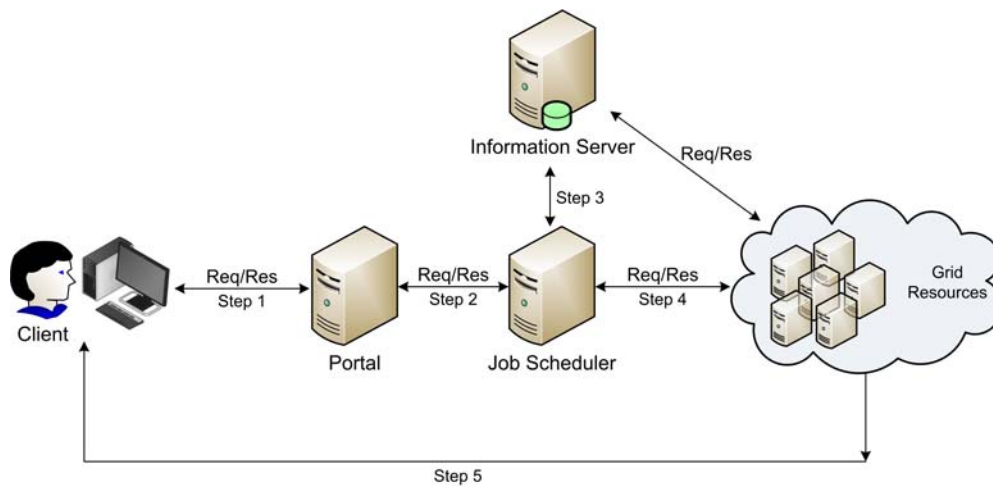 Information Server
Req/Res
Step 3
Req/Res
Step 1
Req/Res
Step 2
Req/Res
Step 4
Grid
Resources
Client
Portal
Job Scheduler
Step 5